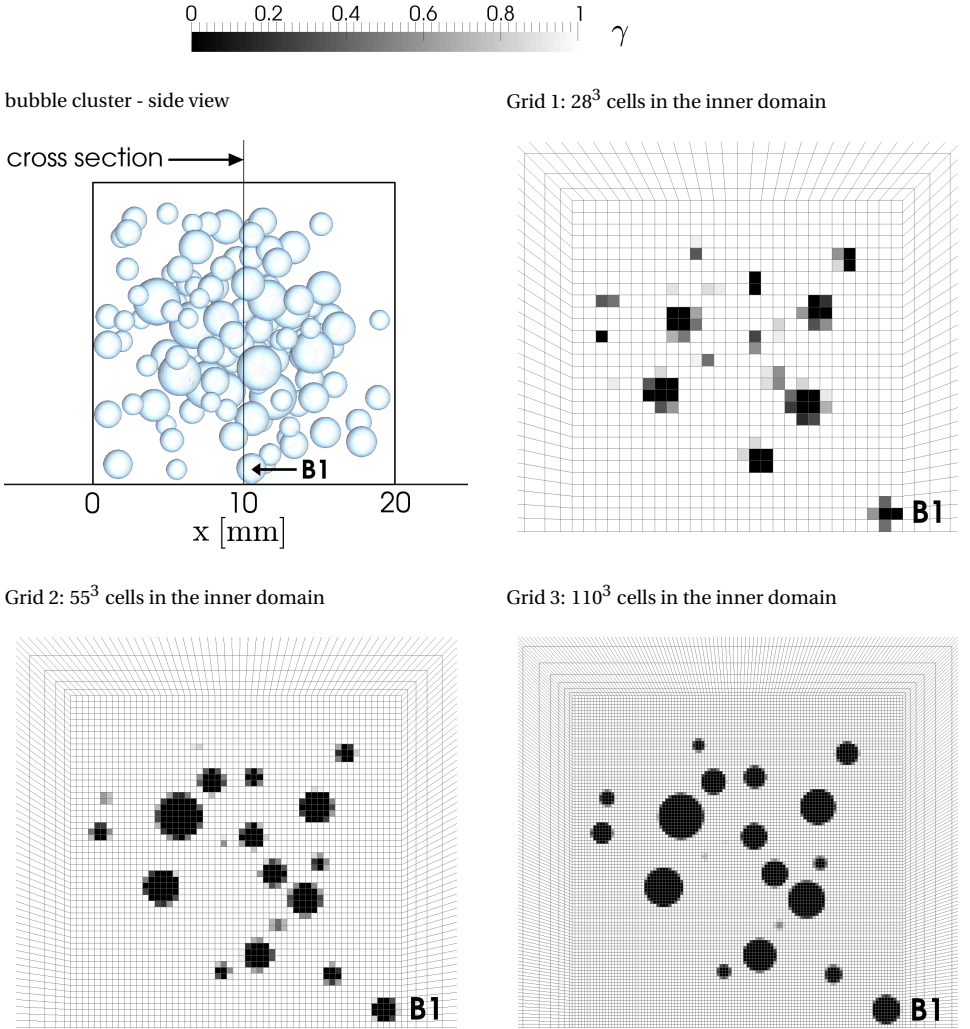 0 0.2 0.4 0.6 0.8 1
γ
bubble cluster - side view
Grid 1: 28³ cells in the inner domain
cross section
B1
0 10 20
x [mm]
B1
Grid 2: 55³ cells in the inner domain
Grid 3: 110³ cells in the inner domain
B1
B1